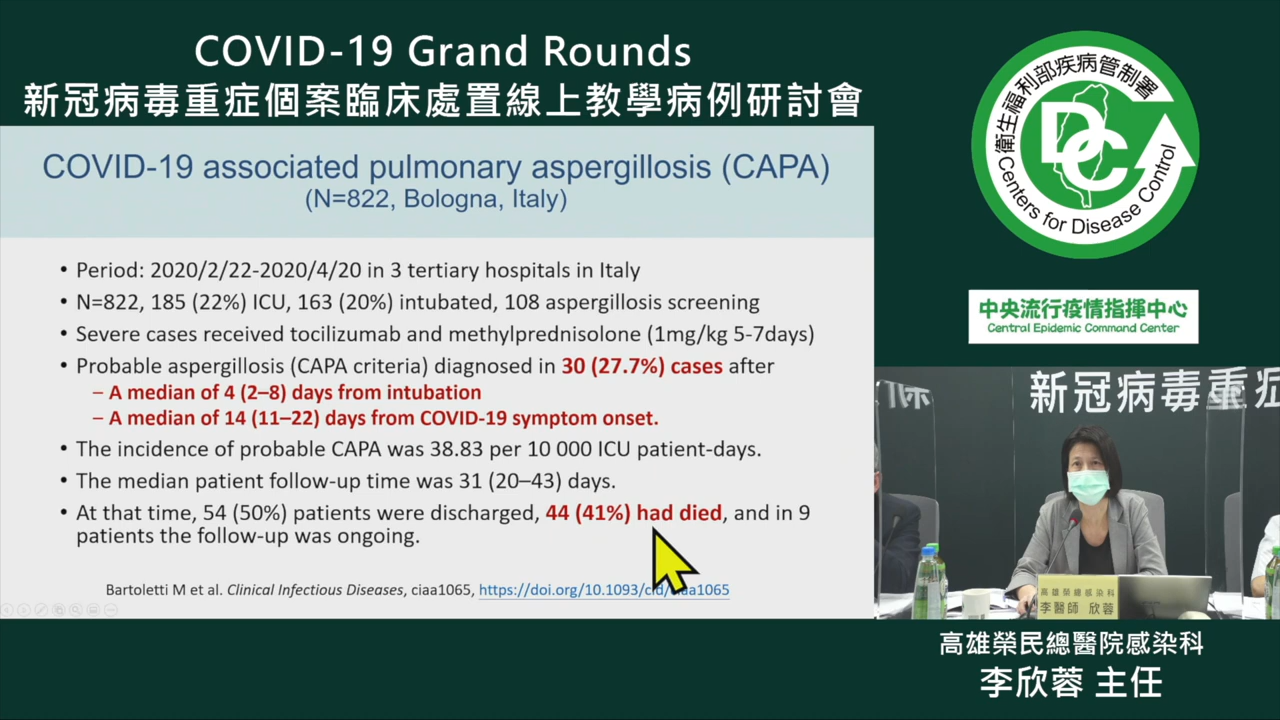 COVID-19 Grand Rounds
新冠病毒重症個案臨床處置線上教學病例研討會
COVID-19 associated pulmonary aspergillosis (CAPA)
(N=822, Bologna, Italy)
• Period: 2020/2/22-2020/4/20 in 3 tertiary hospitals in Italy
• N=822, 185 (22%) ICU, 163 (20%) intubated, 108 aspergillosis screening
• Severe cases received tocilizumab and methylprednisolone (1mg/kg 5-7days)
• Probable aspergillosis (CAPA criteria) diagnosed in 30 (27.7%) cases after
– A median of 4 (2–8) days from intubation
– A median of 14 (11–22) days from COVID-19 symptom onset.
• The incidence of probable CAPA was 38.83 per 10 000 ICU patient-days.
• The median patient follow-up time was 31 (20–43) days.
• At that time, 54 (50%) patients were discharged, 44 (41%) had died, and in 9
patients the follow-up was ongoing.
Bartoletti M et al. Clinical Infectious Diseases, ciaa1065, https://doi.org/10.1093/cid/ciaa1065
衛生福利部疾病管制署
DC
Centers for Disease Control
中央流行疫情指揮中心
Central Epidemic Command Center
新冠病毒重症
高雄榮總感染科
李醫師 欣蓉
高雄榮民總醫院感染科
李欣蓉 主任